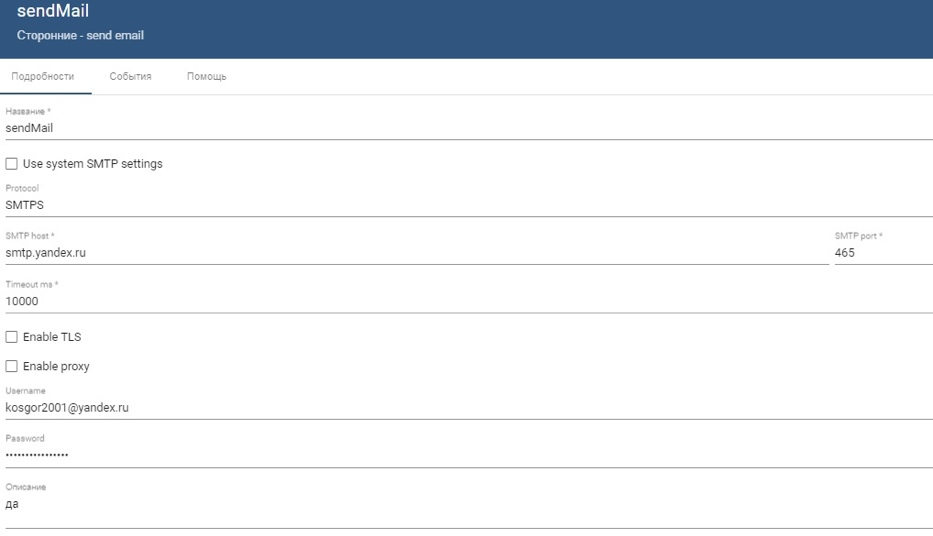 sendMail
Сторонние - send email
Подробности События Помощь
Название *
sendMail
Use system SMTP settings
Protocol
SMTPS
SMTP host * SMTP port *
smtp.yandex.ru 465
Timeout ms *
10000
Enable TLS
Enable proxy
Username
kosgor2001@yandex.ru
Password
••••••••••••••••
Описание
да